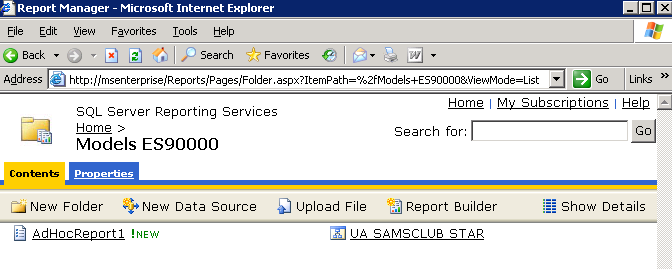 Report Manager - Microsoft Internet Explorer
File Edit View Favorites Tools Help
Back Search Favorites
Address http://msenterprise/Reports/Pages/Folder.aspx?ItemPath=%2fModels+ES90000&ViewMode=List Go Links »
Home | My Subscriptions | Help
SQL Server Reporting Services
Home >
Models ES90000
Search for: Go
Contents Properties
New Folder New Data Source Upload File Report Builder Show Details
AdHocReport1 !NEW UA SAMSCLUB STAR